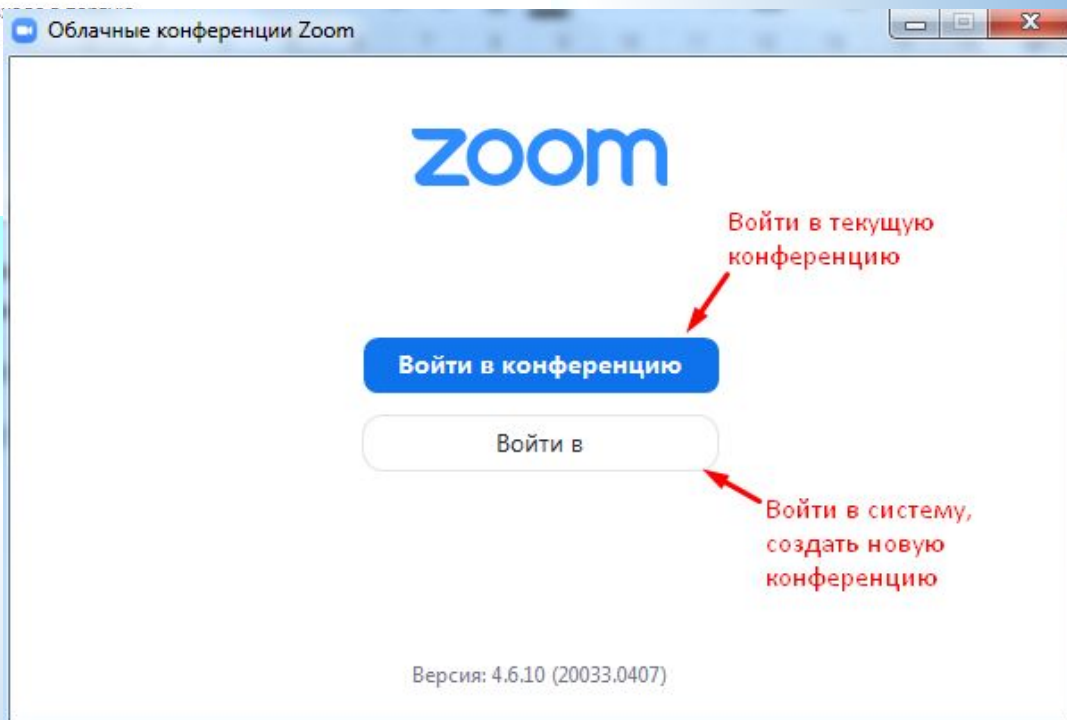 Облачные конференции Zoom
zoom
Войти в текущую
конференцию
Войти в конференцию
Войти в
Войти в систему,
создать новую
конференцию
Версия: 4.6.10 (20033.0407)